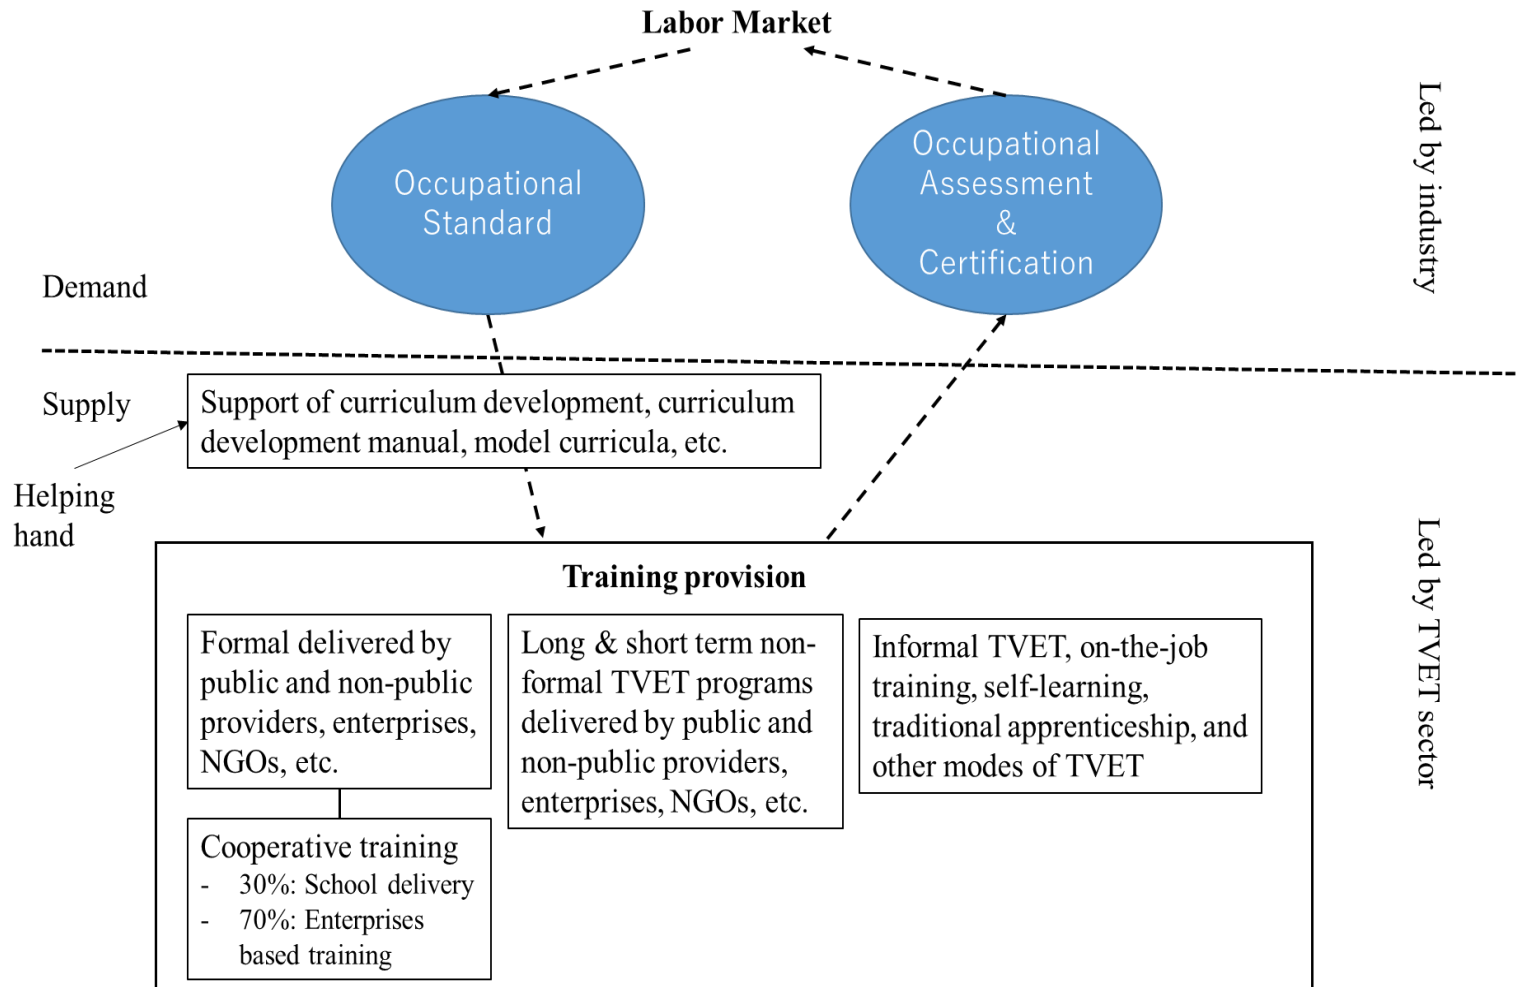 Labor Market
Occupational
Standard
Occupational
Assessment
&
Certification
Led by industry
Demand
Supply
Support of curriculum development, curriculum
development manual, model curricula, etc.
Helping
hand
Led by TVET sector
Training provision
Formal delivered by
public and non-public
providers, enterprises,
NGOs, etc.
Long & short term non-
formal TVET programs
delivered by public and
non-public providers,
enterprises, NGOs, etc.
Informal TVET, on-the-job
training, self-learning,
traditional apprenticeship, and
other modes of TVET
Cooperative training
- 30%: School delivery
- 70%: Enterprises
based training